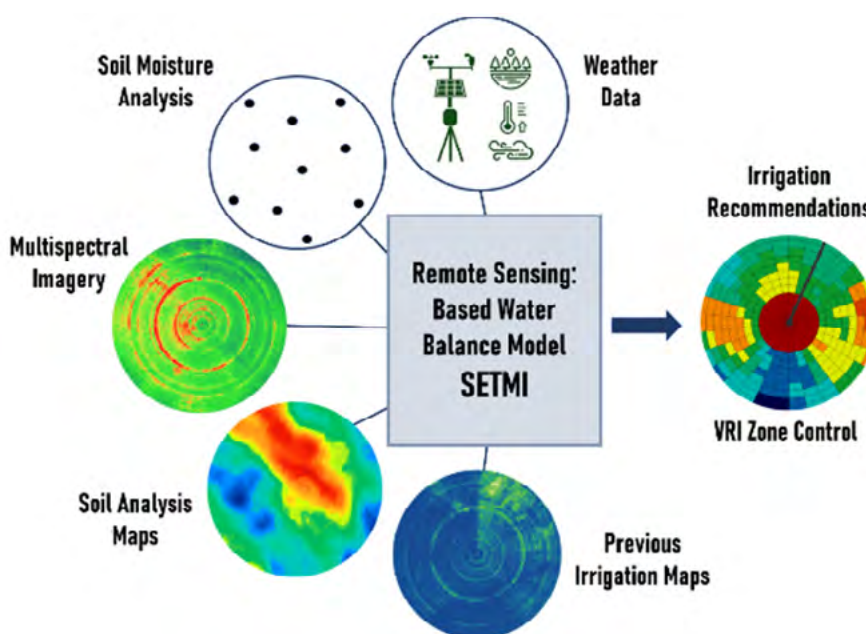 Soil Moisture
Analysis
Weather
Data
Irrigation
Recommendations
Multispectral
Imagery
Remote Sensing:
Based Water
Balance Model
SETMI
VRI Zone Control
Soil Analysis
Maps
Previous
Irrigation Maps